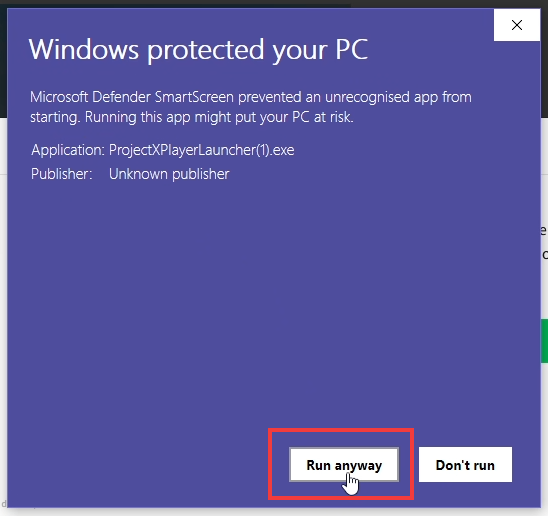 Windows protected your PC
Microsoft Defender SmartScreen prevented an unrecognised app from
starting. Running this app might put your PC at risk.
Application: ProjectXPlayerLauncher(1).exe
Publisher: Unknown publisher
Run anyway
Don't run